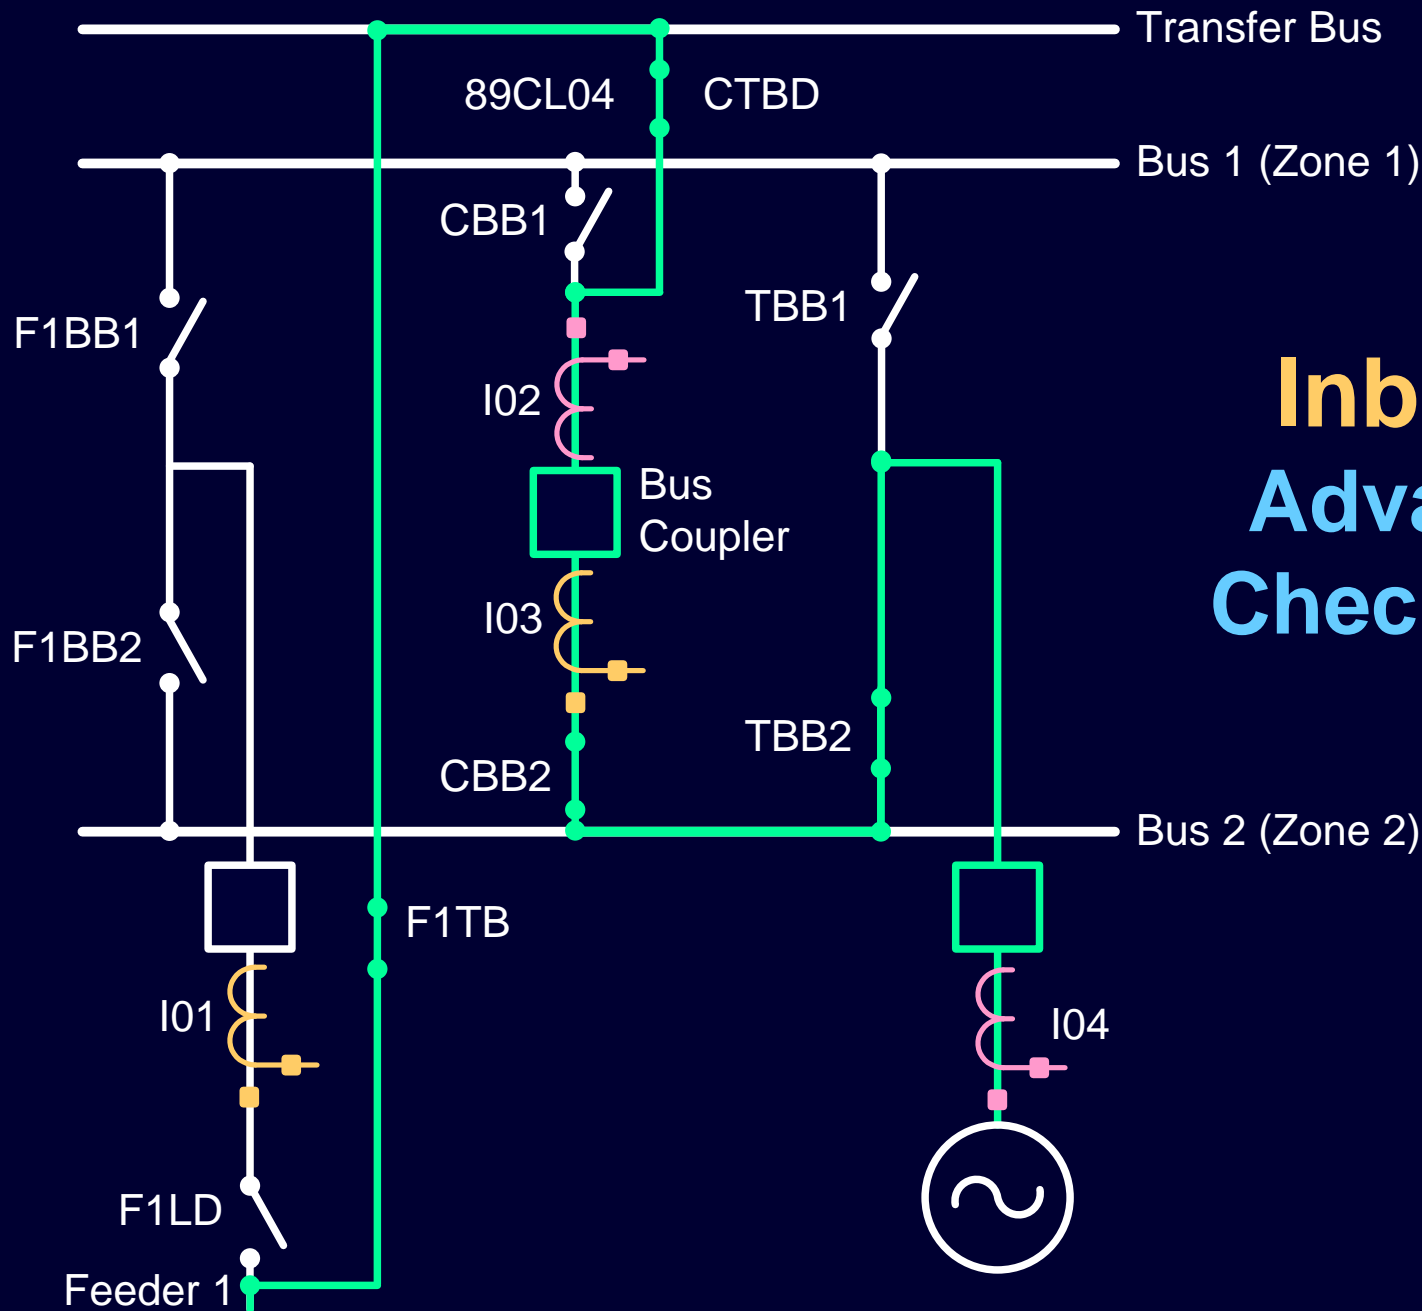 Transfer Bus
89CL04
CTBD
Bus 1 (Zone 1)
CBB1
F1BB1
TBB1
I02
Bus
Coupler
I03
F1BB2
TBB2
CBB2
Bus 2 (Zone 2)
F1TB
I01
I04
F1LD
Feeder 1